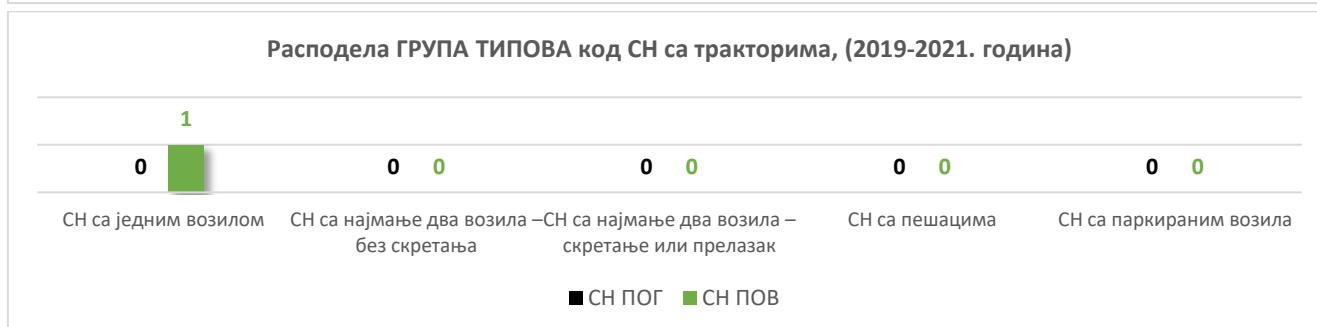 Расподела ГРУПА ТИПОВА код СН са тракторима, (2019-2021. година)
1
0 0 0 0 0 0 0 0 0
СН са једним возилом
СН са најмање два возила –
без скретања
СН са најмање два возила –
скретање или прелазак
СН са пешацима
СН са паркираним возила
СН ПОГ СН ПОВ